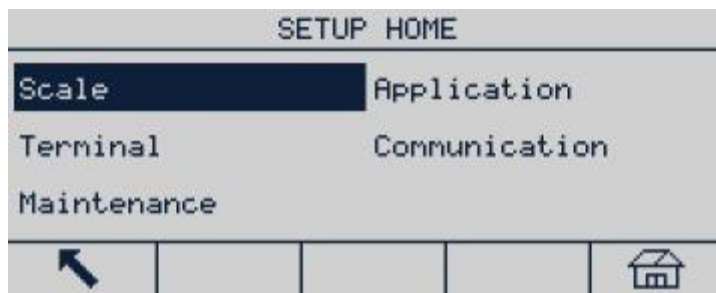 SETUP HOME
Scale Application
Terminal Communication
Maintenance